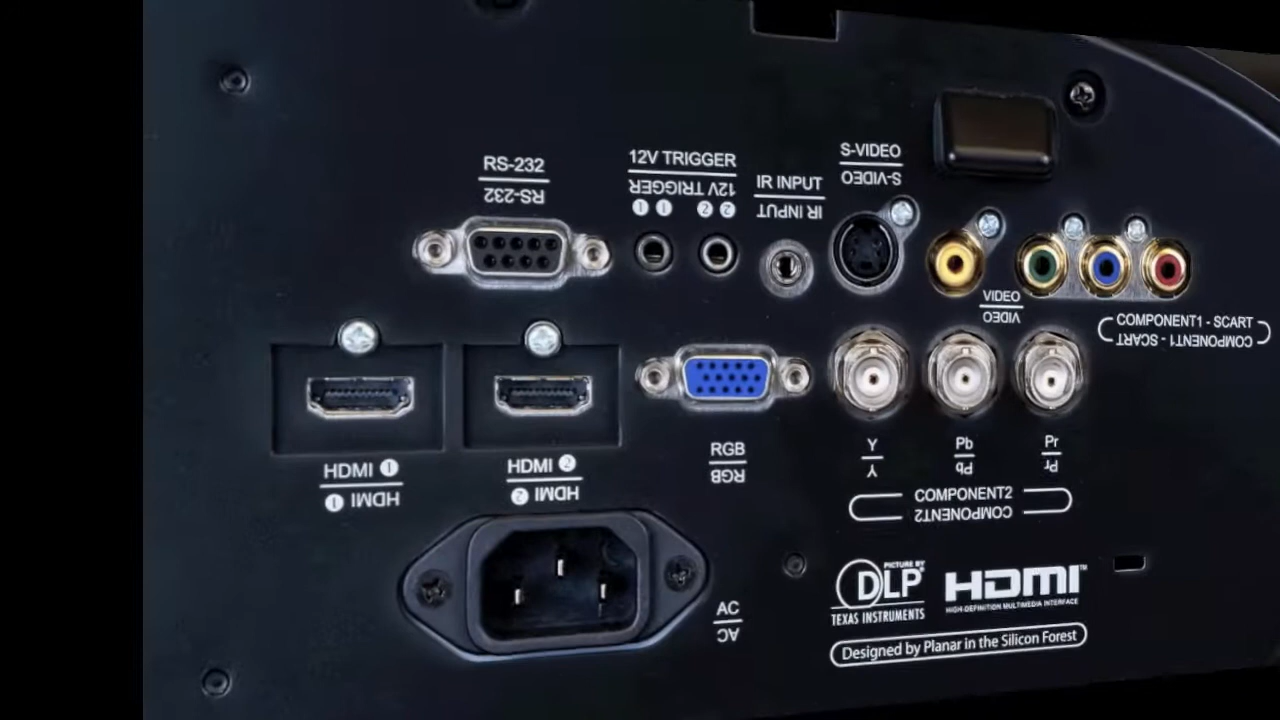 RS-232
RS-232
12V TRIGGER
12V TRIGGER
1 1 2 2
IR INPUT
IR INPUT
S-VIDEO
S-VIDEO
VIDEO
VIDEO
COMPONENT1 - SCART
COMPONENT1 - SCART
HDMI 1
HDMI 1
HDMI 2
HDMI 2
RGB
RGB
Y
Y
Pb
Pb
Pr
Pr
COMPONENT2
COMPONENT2
AC
AC
PICTURE BY
DLP®
TEXAS INSTRUMENTS
HDMI™
HIGH-DEFINITION MULTIMEDIA INTERFACE
Designed by Planar in the Silicon Forest